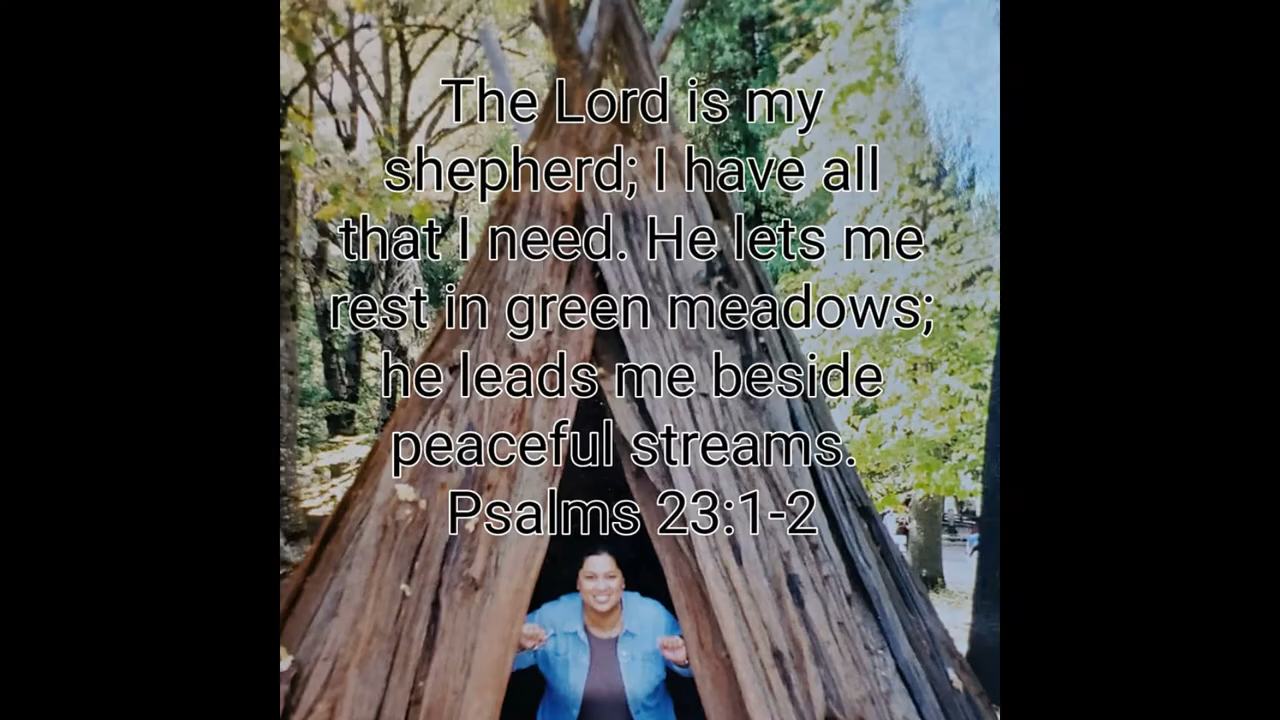 The Lord is my
shepherd; I have all
that I need. He lets me
rest in green meadows;
he leads me beside
peaceful streams.
Psalms 23:1-2